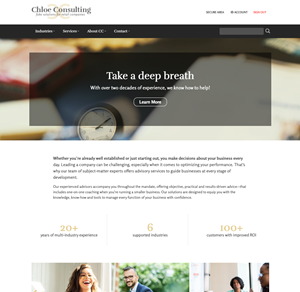 Chloe Consulting
SECURE AREA ACCOUNT CONTACT
Industries Services About CC Contact
Take a deep breath
With over two decades of experience, we know how to help!
Learn More
Whether you're already well established or just starting out, you make decisions about your business every
day. Leading a company can be challenging, especially when it comes to optimizing your performance. That's
why our team of subject-matter experts offers advisory services to guide businesses at every stage of
development.
Our experienced advisors accompany you throughout the mandate, offering objective, practical and results-driven advice—that
includes one-on-one coaching when you're running a smaller business. Our solutions are designed to equip you with the
knowledge, know-how and tools to manage every function of your business with confidence.
20+ 6 100+
years of multi-industry experience supported industries customers with improved ROI